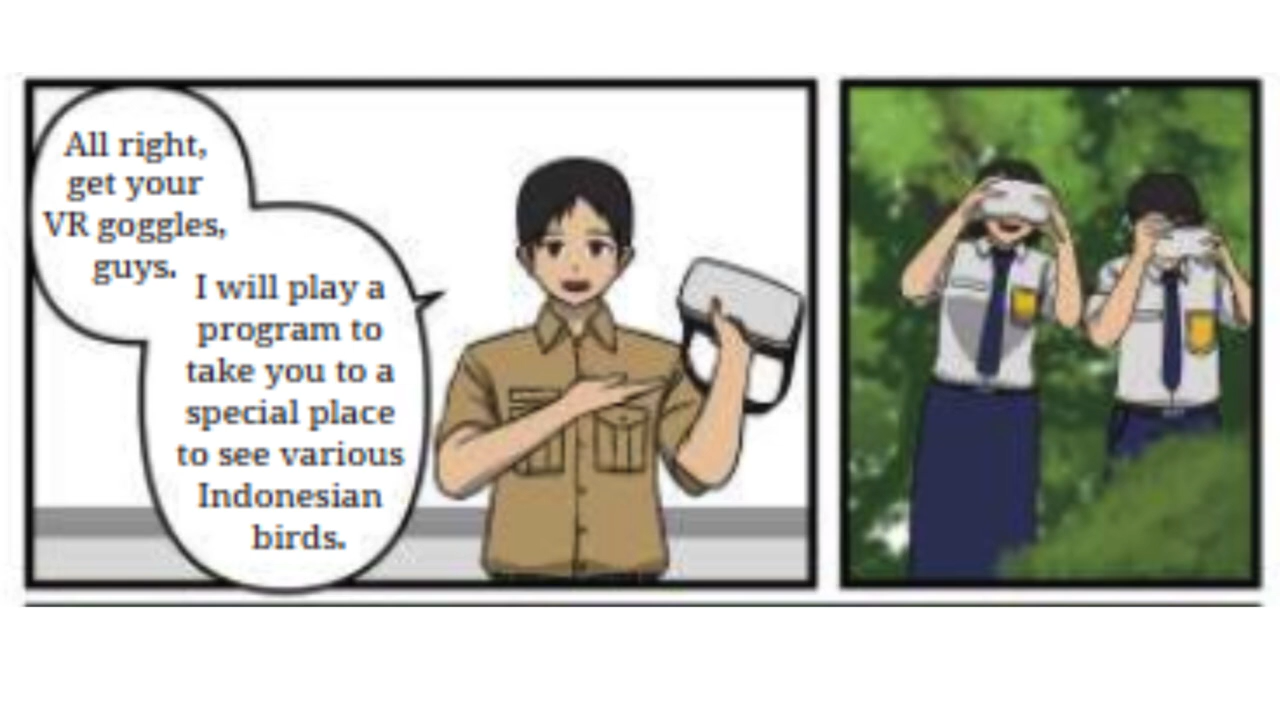 All right,
get your
VR goggles,
guys.
I will play a
program to
take you to a
special place
to see various
Indonesian
birds.